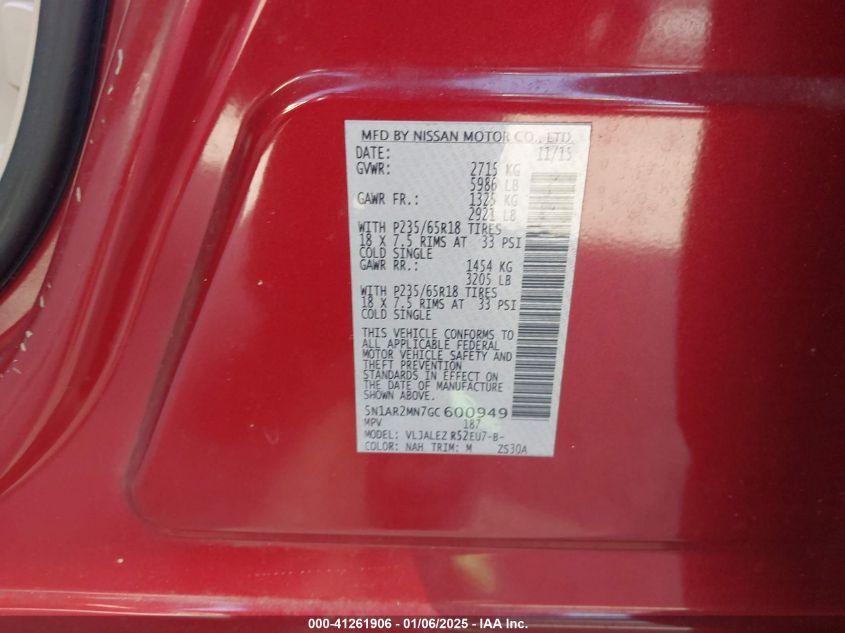 MFD BY NISSAN MOTOR CO., LTD.
DATE: 11/15
GVWR: 2715 KG
5986 LB
GAWR FR.: 1325 KG
2921 LB
WITH P235/65R18 TIRES
18 X 7.5 RIMS AT 33 PSI
COLD SINGLE
GAWR RR.: 1454 KG
3205 LB
WITH P235/65R18 TIRES
18 X 7.5 RIMS AT 33 PSI
COLD SINGLE
THIS VEHICLE CONFORMS TO
ALL APPLICABLE FEDERAL
MOTOR VEHICLE SAFETY AND
THEFT PREVENTION
STANDARDS IN EFFECT ON
THE DATE OF MANUFACTURE
SHOWN ABOVE.
5N1AR2MN7GC600949
MPV 187
MODEL: VLJALEZ R52EU7-B-
COLOR: NAH TRIM: M ZS30A
000-41261906 - 01/06/2025 - IAA Inc.